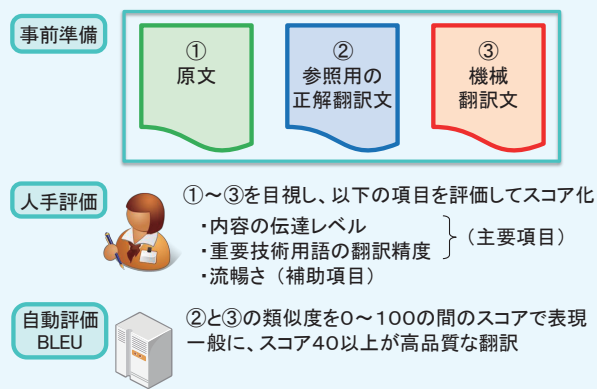 事前準備
①
原文
②
参照用の
正解翻訳文
③
機械
翻訳文
人手評価
①～③を目視し、以下の項目を評価してスコア化
・内容の伝達レベル
・重要技術用語の翻訳精度
（主要項目）
・流暢さ（補助項目）
自動評価
BLEU
②と③の類似度を０～１００の間のスコアで表現
一般に、スコア４０以上が高品質な翻訳